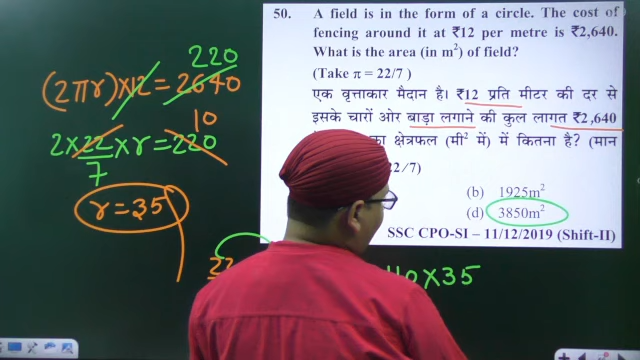 50. A field is in the form of a circle. The cost of
fencing around it at ₹12 per metre is ₹2,640.
What is the area (in m²) of field?
(Take π = 22/7)
एक वृत्ताकार मैदान है। ₹12 प्रति मीटर की दर से
इसके चारों ओर बाड़ा लगाने की कुल लागत ₹2,640
का क्षेत्रफल (मी² में) में कितना है? (मान
22/7)
(b) 1925m²
(d) 3850m²
SSC CPO-SI – 11/12/2019 (Shift-II)
220
(2πr)×12=2640
10
2×22/7×r=220
r=35
22
110×35